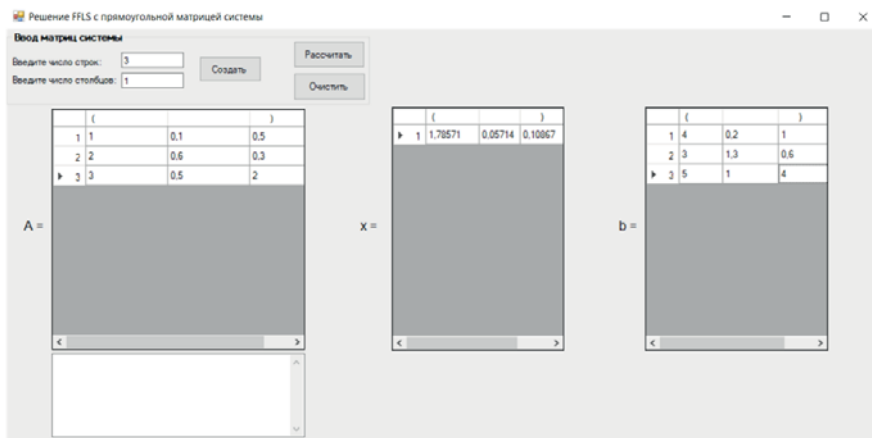 Решение FFLS с прямоугольной матрицей системы
Ввод матриц системы
Введите число строк: 3
Введите число столбцов: 1
Создать
Рассчитать
Очистить
A =
( )
1 1 0,1 0,5
2 2 0,6 0,3
3 3 0,5 2
x =
( )
1 1,78571 0,05714 0,10867
b =
( )
1 4 0,2 1
2 3 1,3 0,6
3 5 1 4